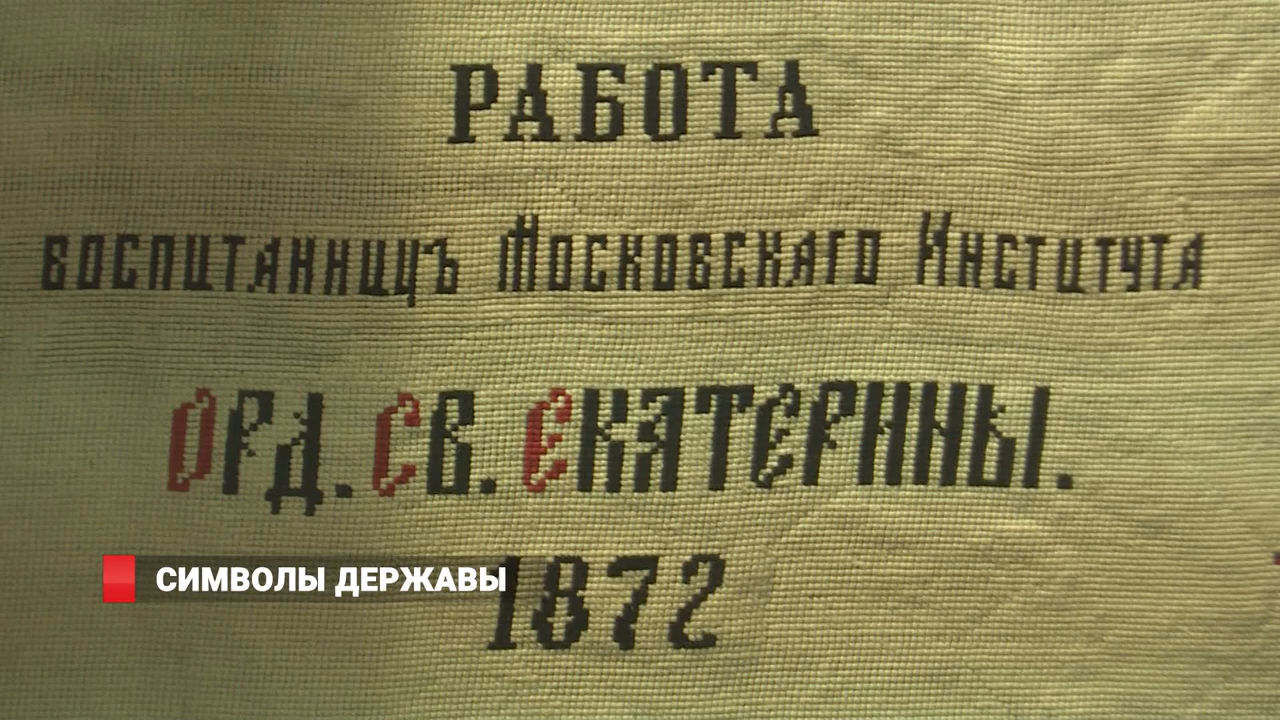 РАБОТА
воспитанницъ Московскаго Института
Орд. Св. Екатерины.
СИМВОЛЫ ДЕРЖАВЫ
1872